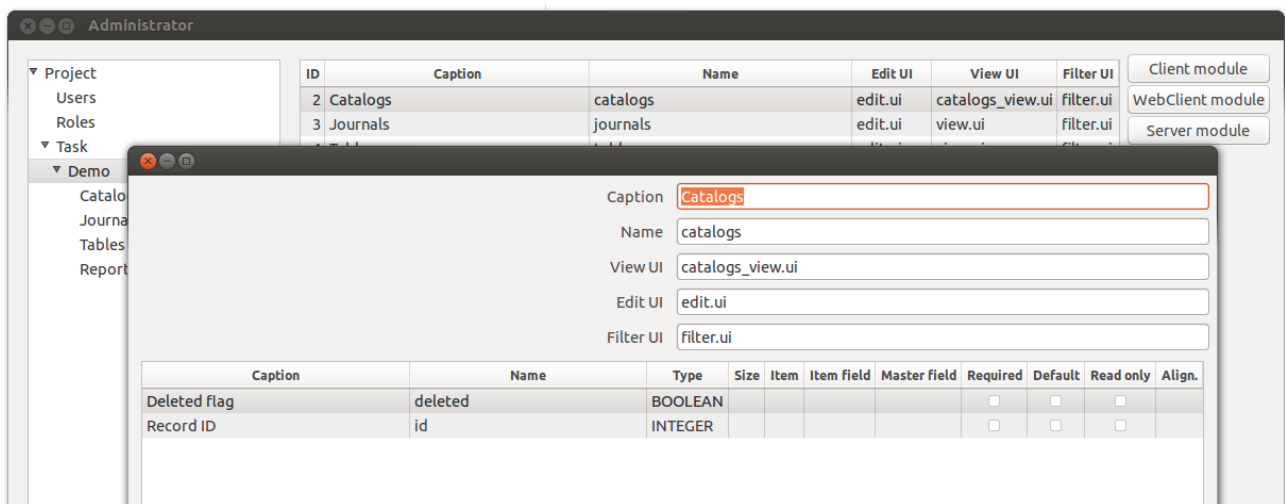 Administrator
Project
Users
Roles
Task
Demo
Catalo
Journa
Tables
Report
ID Caption Name Edit UI View UI Filter UI
2 Catalogs catalogs edit.ui catalogs_view.ui filter.ui
3 Journals journals edit.ui view.ui filter.ui
Client module
WebClient module
Server module
Caption Catalogs
Name catalogs
View UI catalogs_view.ui
Edit UI edit.ui
Filter UI filter.ui
Caption Name Type Size Item Item field Master field Required Default Read only Align.
Deleted flag deleted BOOLEAN
Record ID id INTEGER